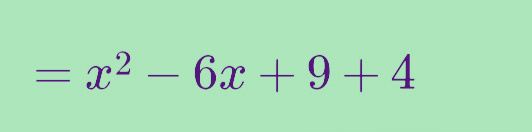 = x² − 6x + 9 + 4